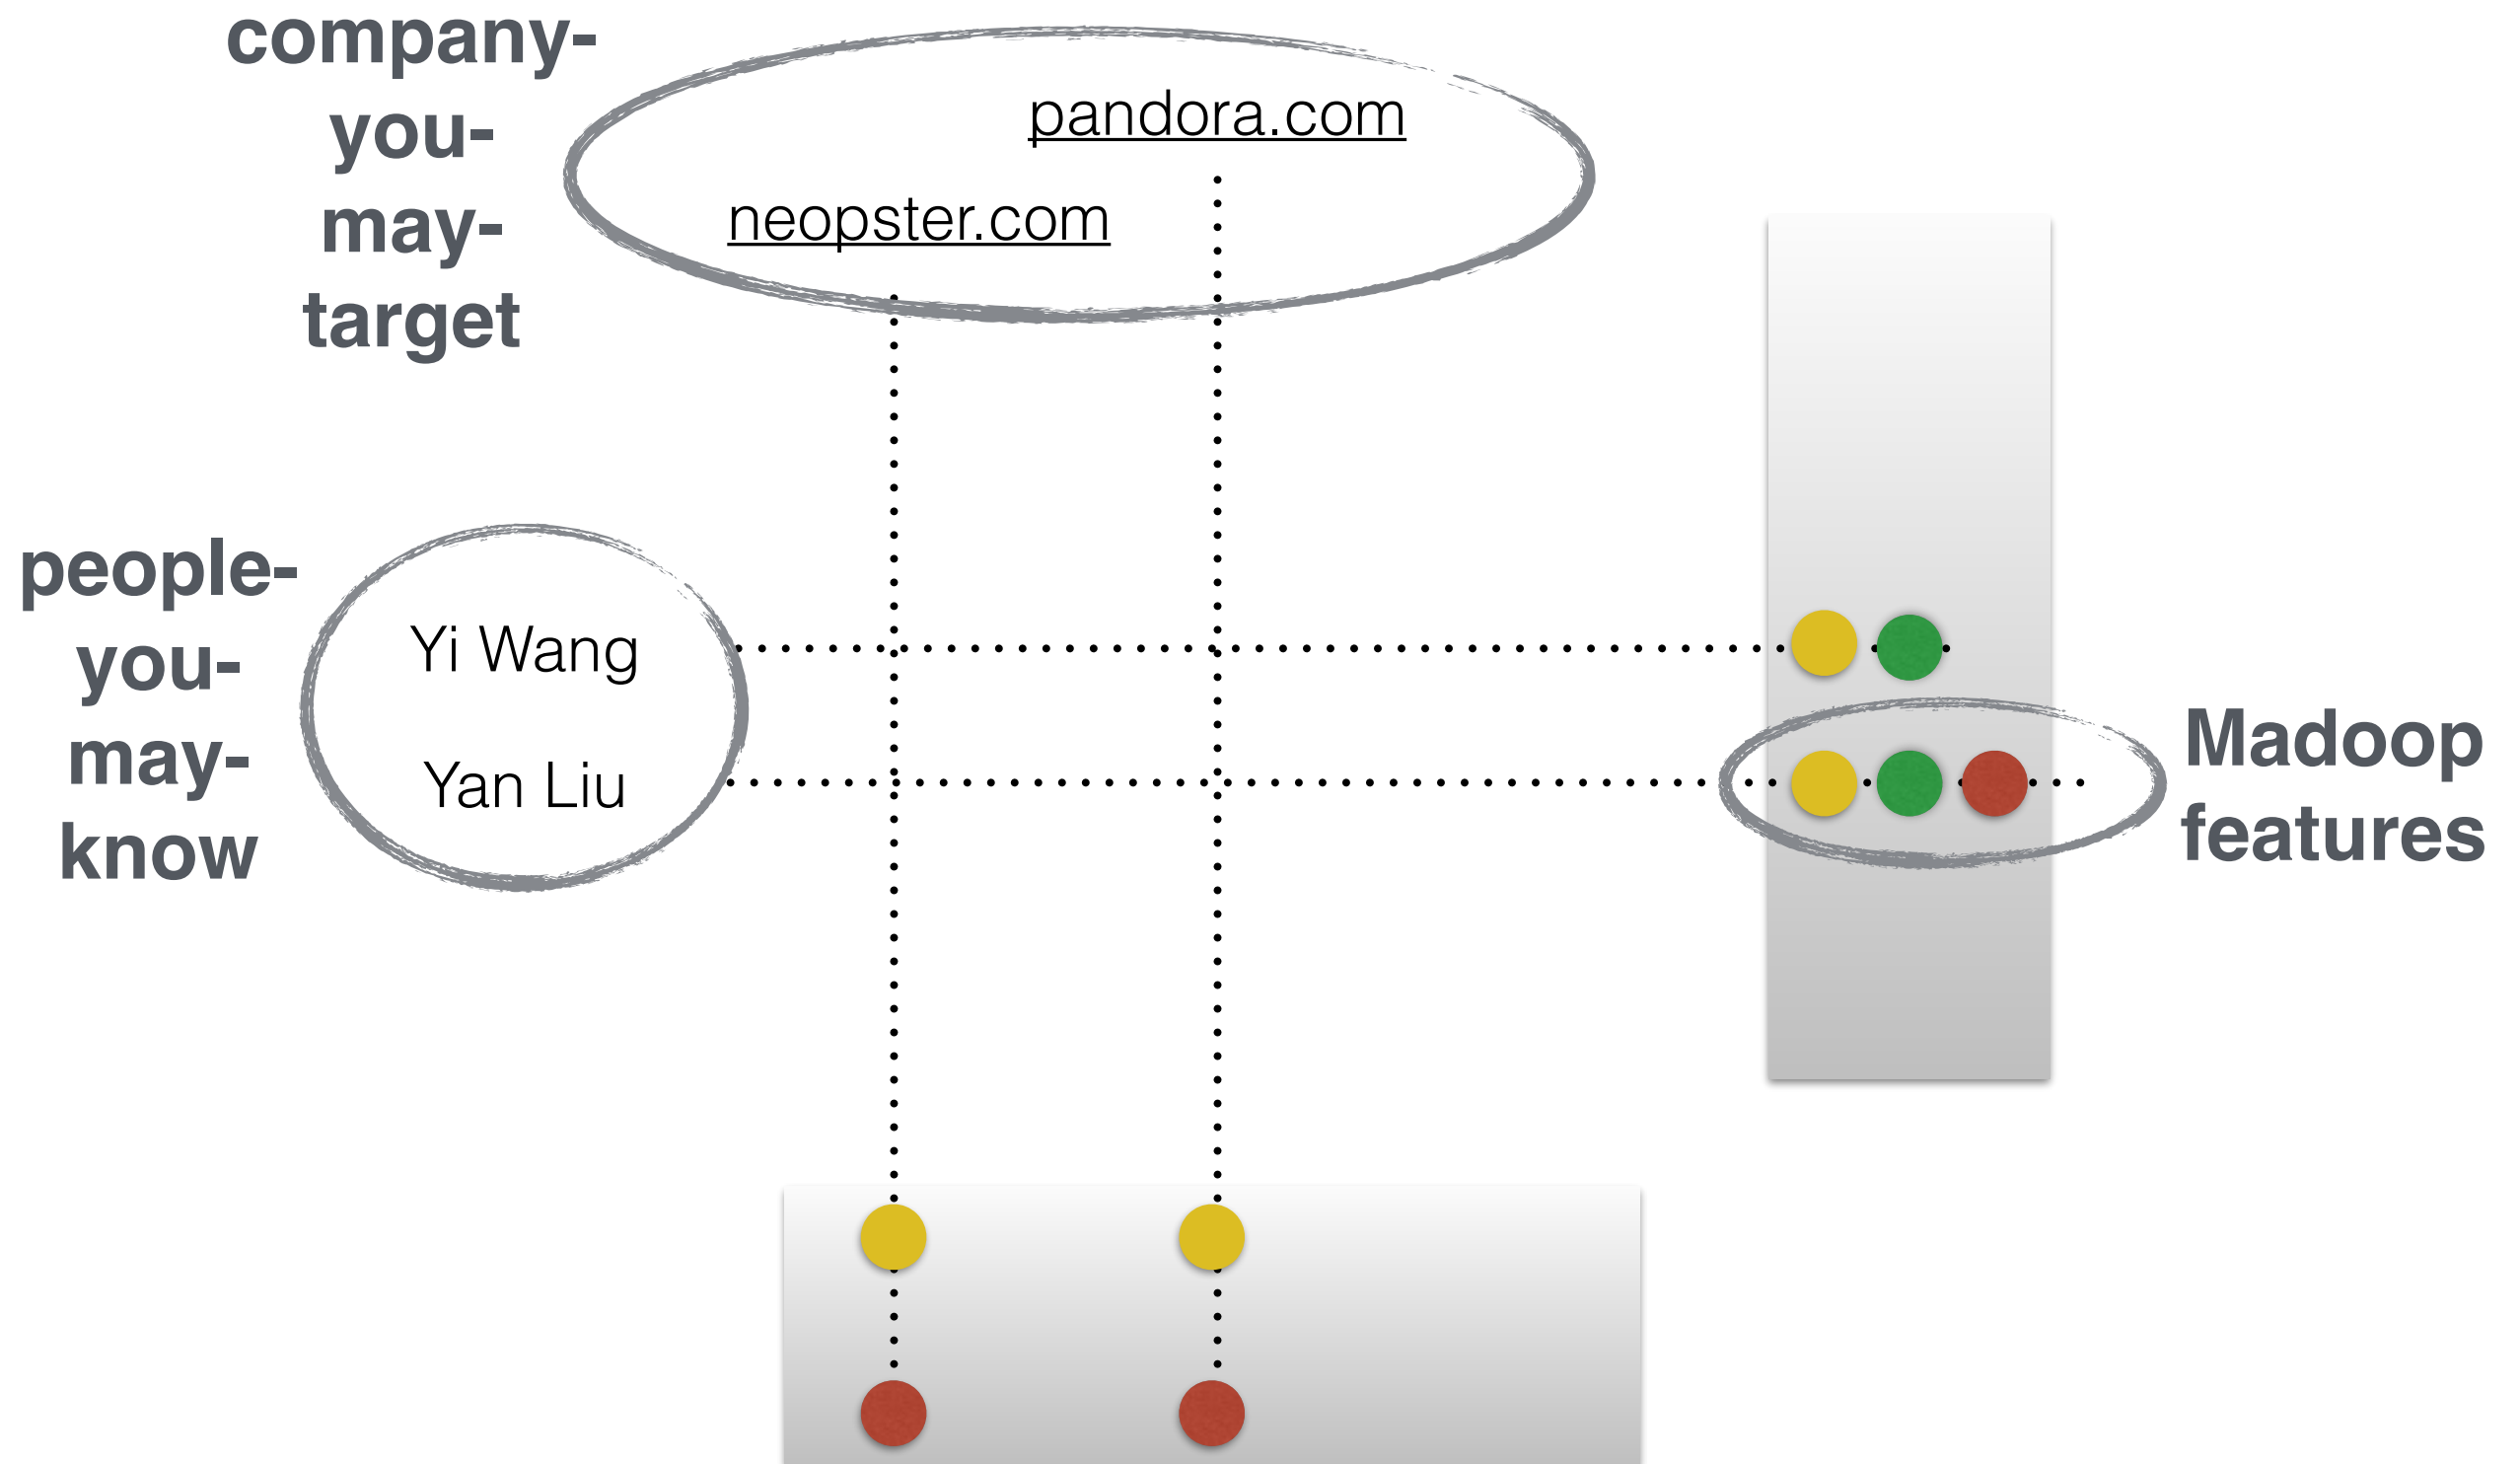 company-
you-
may-
target
pandora.com
neopster.com
people-
you-
may-
know
Yi Wang
Yan Liu
Madoop
features